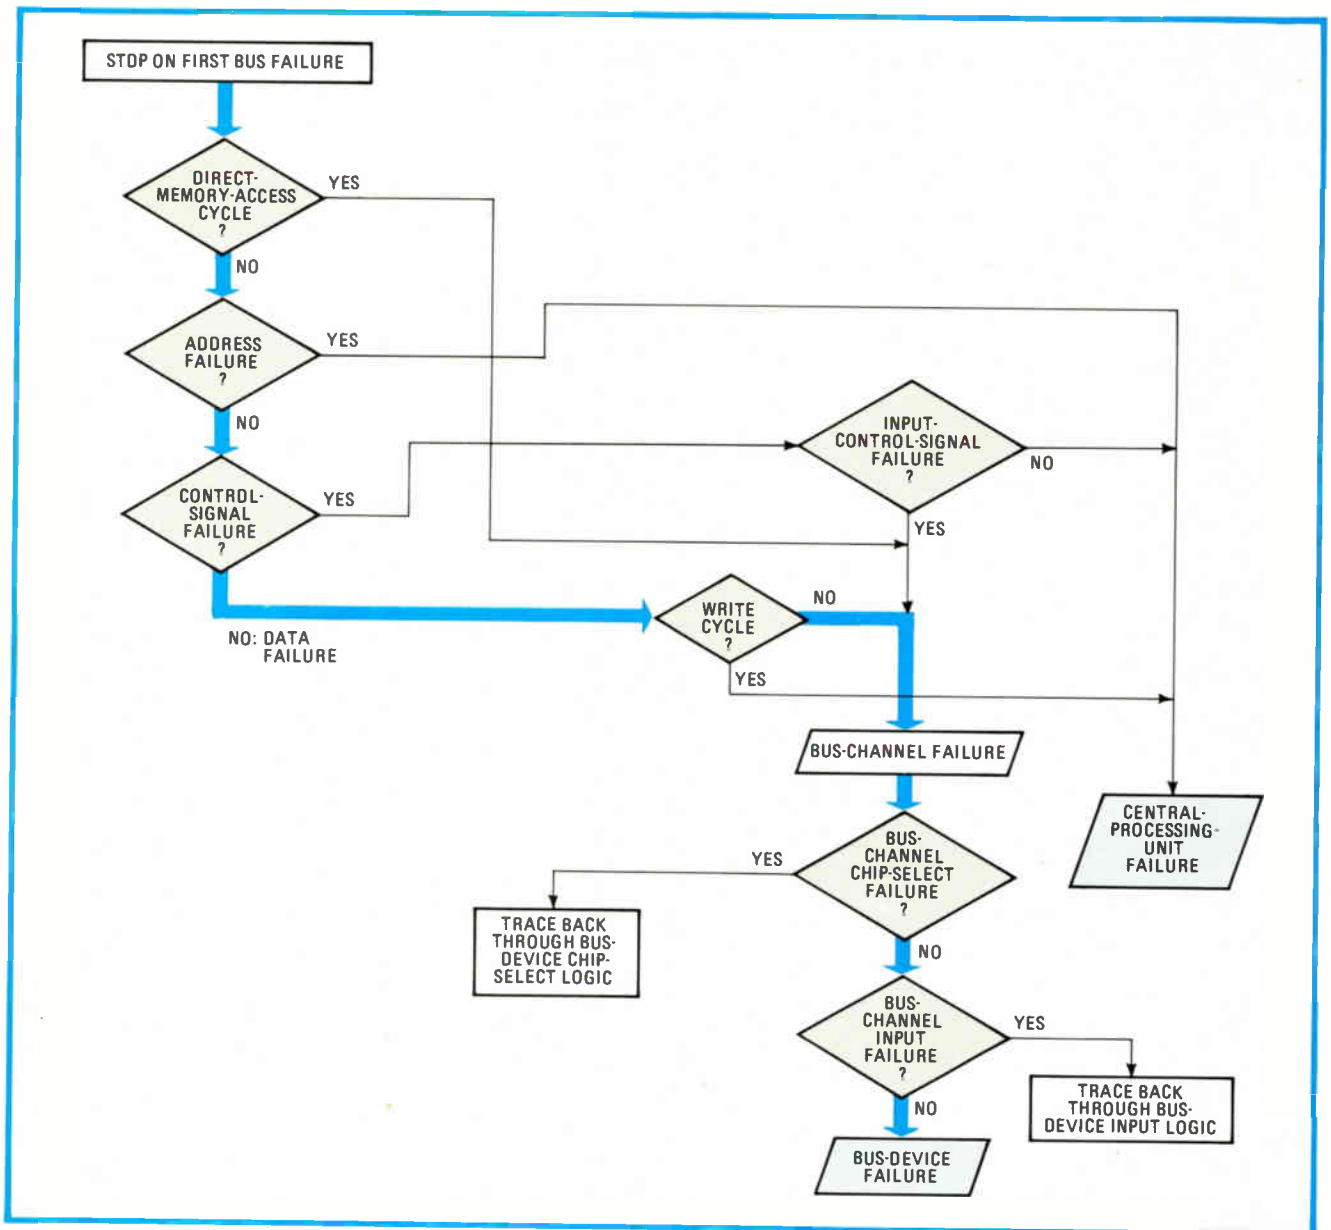 STOP ON FIRST BUS FAILURE
DIRECT-
MEMORY-ACCESS
CYCLE
?
YES
NO
ADDRESS
FAILURE
?
YES
NO
CONTROL-
SIGNAL
FAILURE
?
YES
NO: DATA
FAILURE
INPUT-
CONTROL-SIGNAL
FAILURE
?
NO
YES
WRITE
CYCLE
?
NO
YES
BUS-CHANNEL FAILURE
CENTRAL-
PROCESSING-
UNIT
FAILURE
BUS-
CHANNEL
CHIP-SELECT
FAILURE
?
YES
NO
TRACE BACK
THROUGH BUS-
DEVICE CHIP-
SELECT LOGIC
BUS-
CHANNEL
INPUT
FAILURE
?
YES
NO
TRACE BACK
THROUGH BUS-
DEVICE INPUT LOGIC
BUS-DEVICE
FAILURE